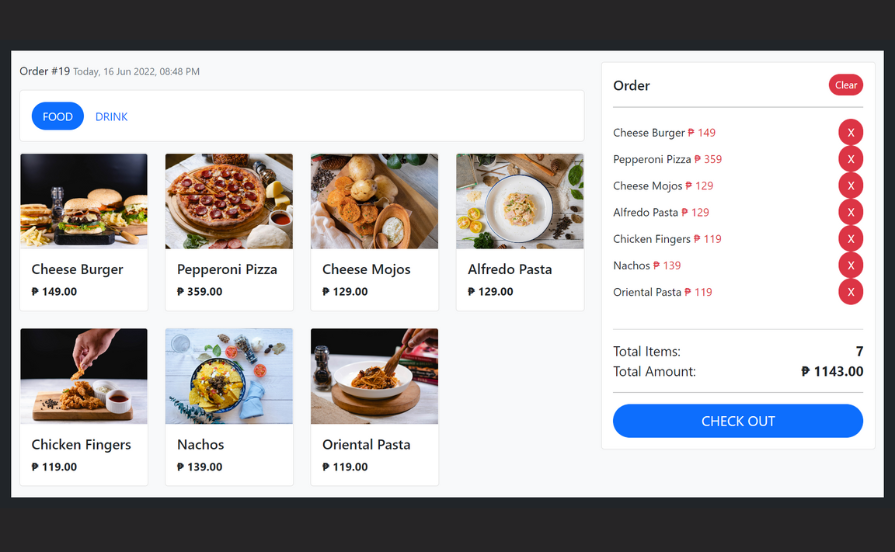 Order #19 Today, 16 Jun 2022, 08:48 PM
FOOD DRINK
Cheese Burger
₱ 149.00
Pepperoni Pizza
₱ 359.00
Cheese Mojos
₱ 129.00
Alfredo Pasta
₱ 129.00
Chicken Fingers
₱ 119.00
Nachos
₱ 139.00
Oriental Pasta
₱ 119.00
Order Clear
Cheese Burger ₱ 149 X
Pepperoni Pizza ₱ 359 X
Cheese Mojos ₱ 129 X
Alfredo Pasta ₱ 129 X
Chicken Fingers ₱ 119 X
Nachos ₱ 139 X
Oriental Pasta ₱ 119 X
Total Items: 7
Total Amount: ₱ 1143.00
CHECK OUT